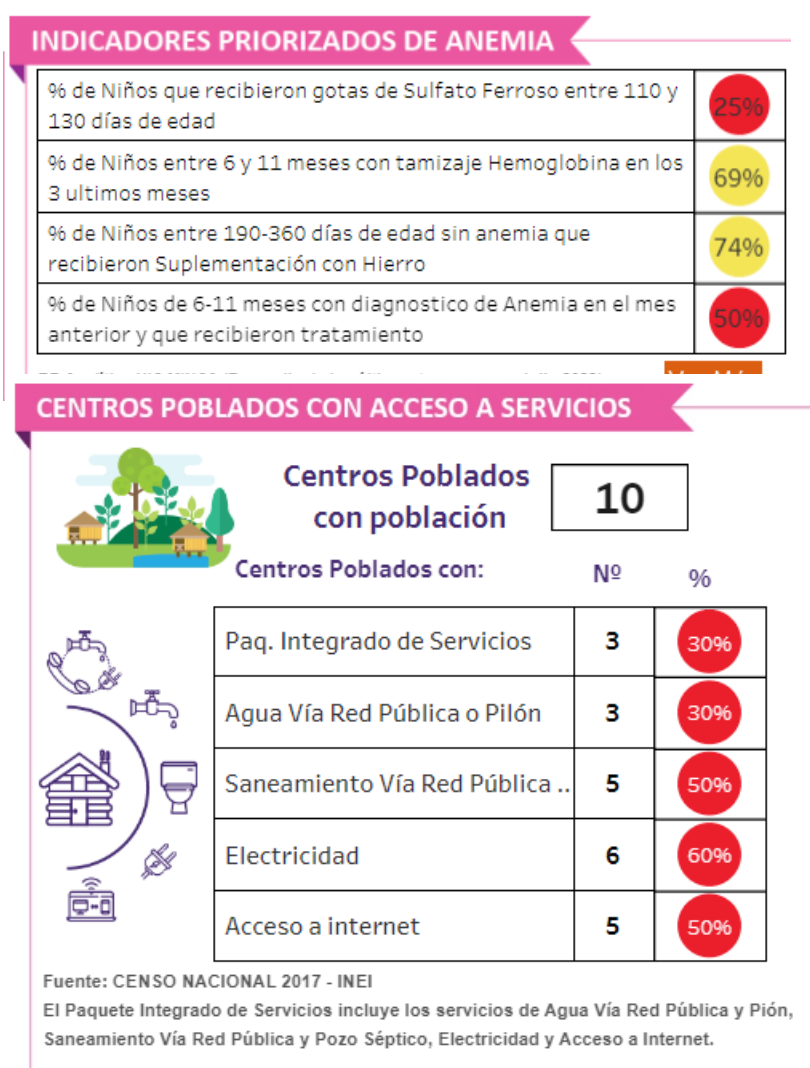 INDICADORES PRIORIZADOS DE ANEMIA
% de Niños que recibieron gotas de Sulfato Ferroso entre 110 y
130 días de edad
25%
% de Niños entre 6 y 11 meses con tamizaje Hemoglobina en los
3 ultimos meses
69%
% de Niños entre 190-360 días de edad sin anemia que
recibieron Suplementación con Hierro
74%
% de Niños de 6-11 meses con diagnostico de Anemia en el mes
anterior y que recibieron tratamiento
50%
CENTROS POBLADOS CON ACCESO A SERVICIOS
Centros Poblados
con población
10
Centros Poblados con: Nº %
Paq. Integrado de Servicios 3 30%
Agua Vía Red Pública o Pilón 3 30%
Saneamiento Vía Red Pública .. 5 50%
Electricidad 6 60%
Acceso a internet 5 50%
Fuente: CENSO NACIONAL 2017 - INEI
El Paquete Integrado de Servicios incluye los servicios de Agua Vía Red Pública y Pión,
Saneamiento Vía Red Pública y Pozo Séptico, Electricidad y Acceso a Internet.